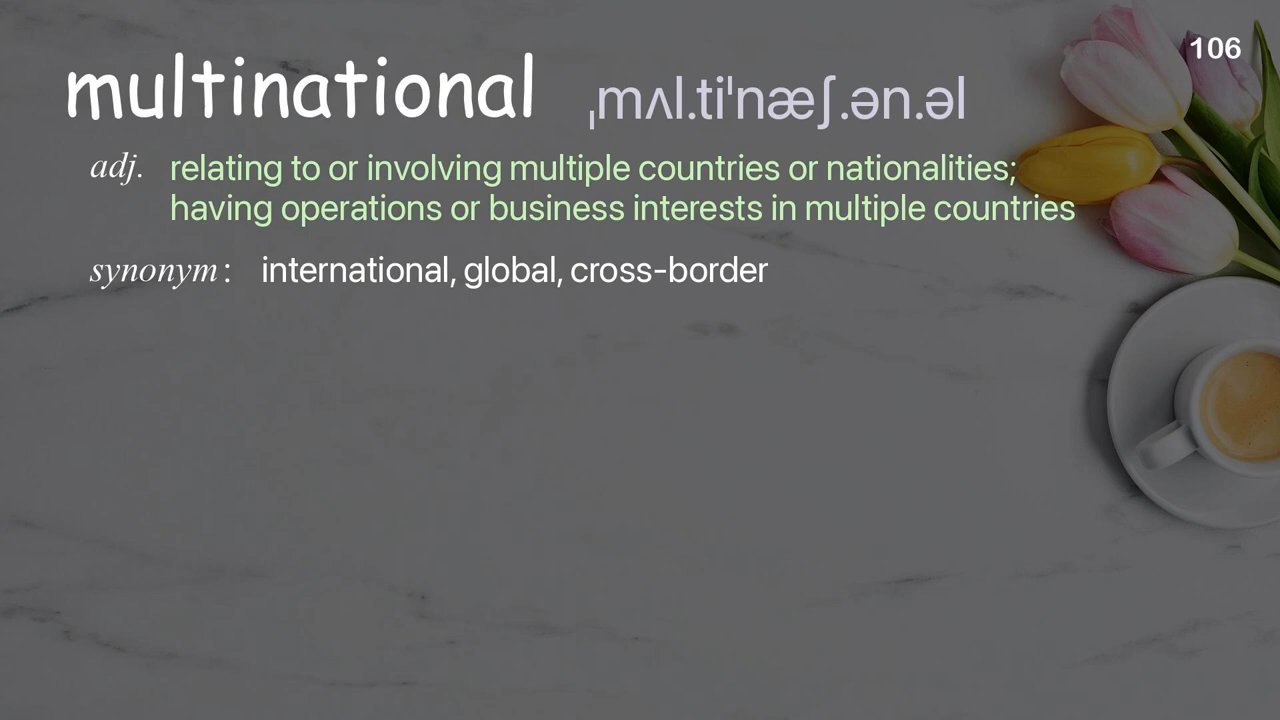 106
multinational ˌmʌl.tiˈnæʃ.ən.əl
adj. relating to or involving multiple countries or nationalities;
having operations or business interests in multiple countries
synonym: international, global, cross-border